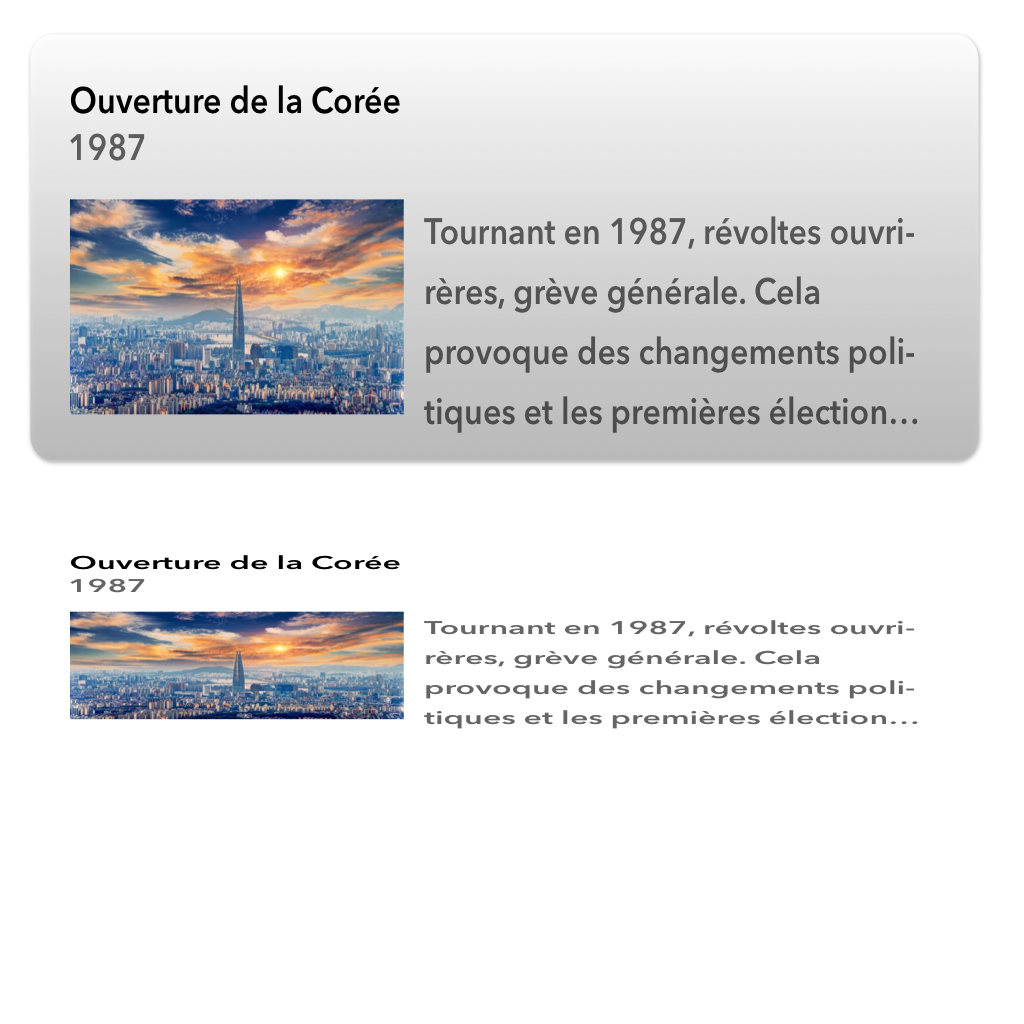 Ouverture de la Corée
1987
Tournant en 1987, révoltes ouvri-
rères, grève générale. Cela
provoque des changements poli-
tiques et les premières élection…
Ouverture de la Corée
1987
Tournant en 1987, révoltes ouvri-
rères, grève générale. Cela
provoque des changements poli-
tiques et les premières élection…